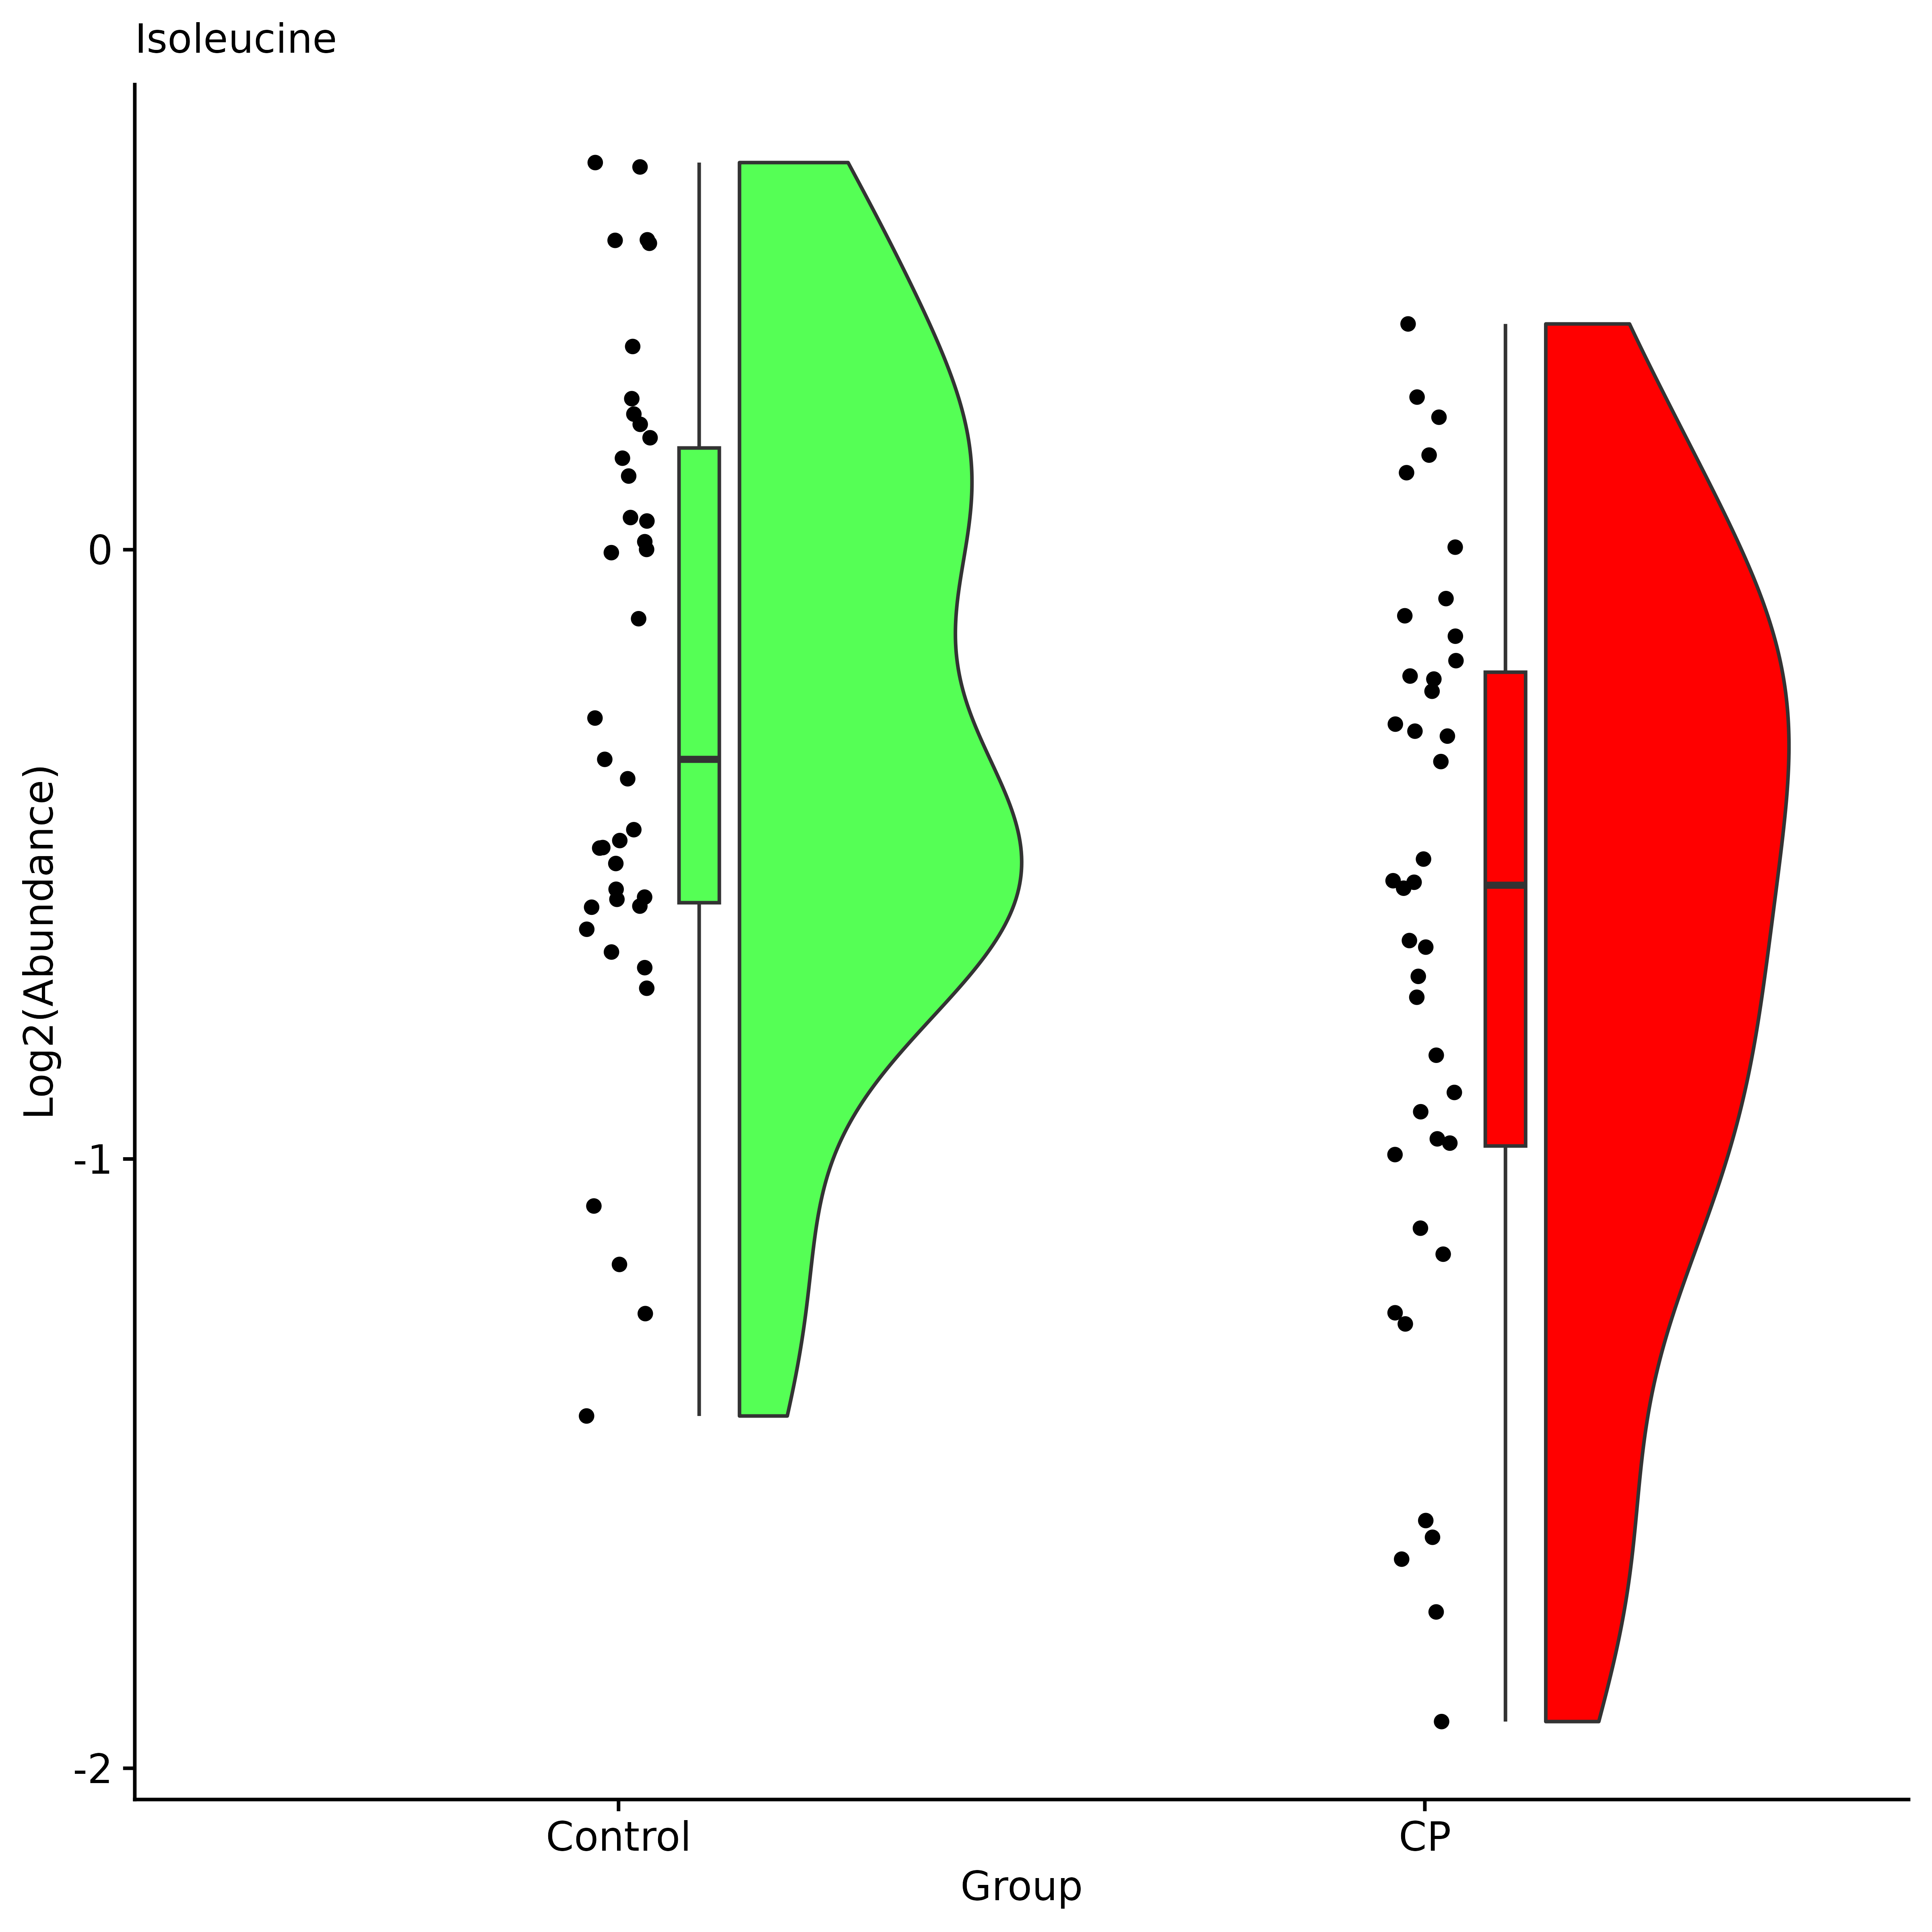 Isoleucine
Log2(Abundance)
0
-1
-2
Control
CP
Group